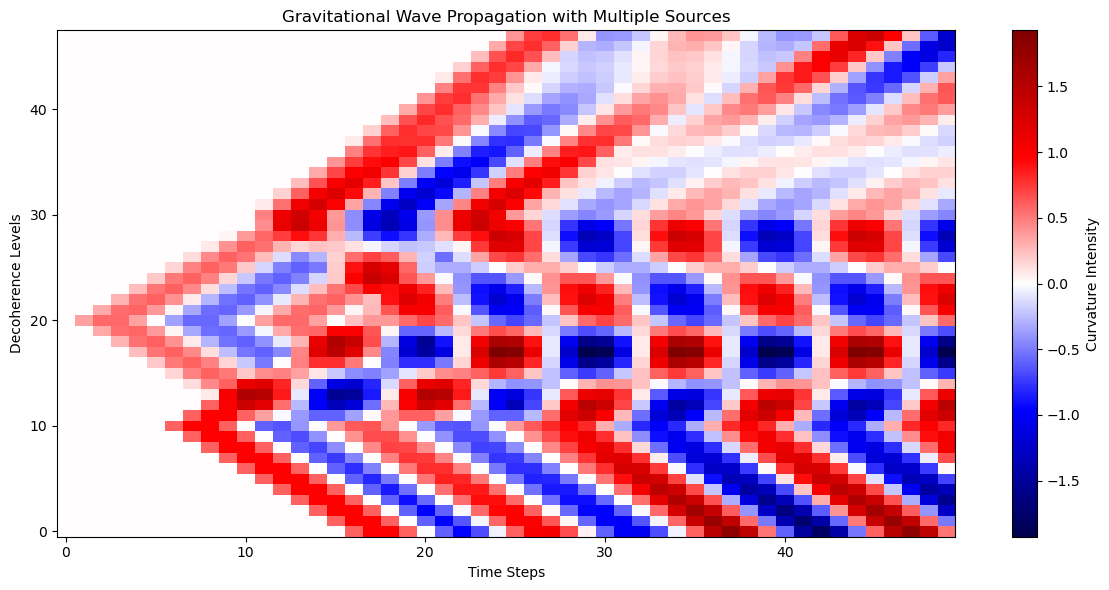 Gravitational Wave Propagation with Multiple Sources
Decoherence Levels
40
30
20
10
0
0 10 20 30 40
Time Steps
1.5
1.0
0.5
0.0
−0.5
−1.0
−1.5
Curvature Intensity